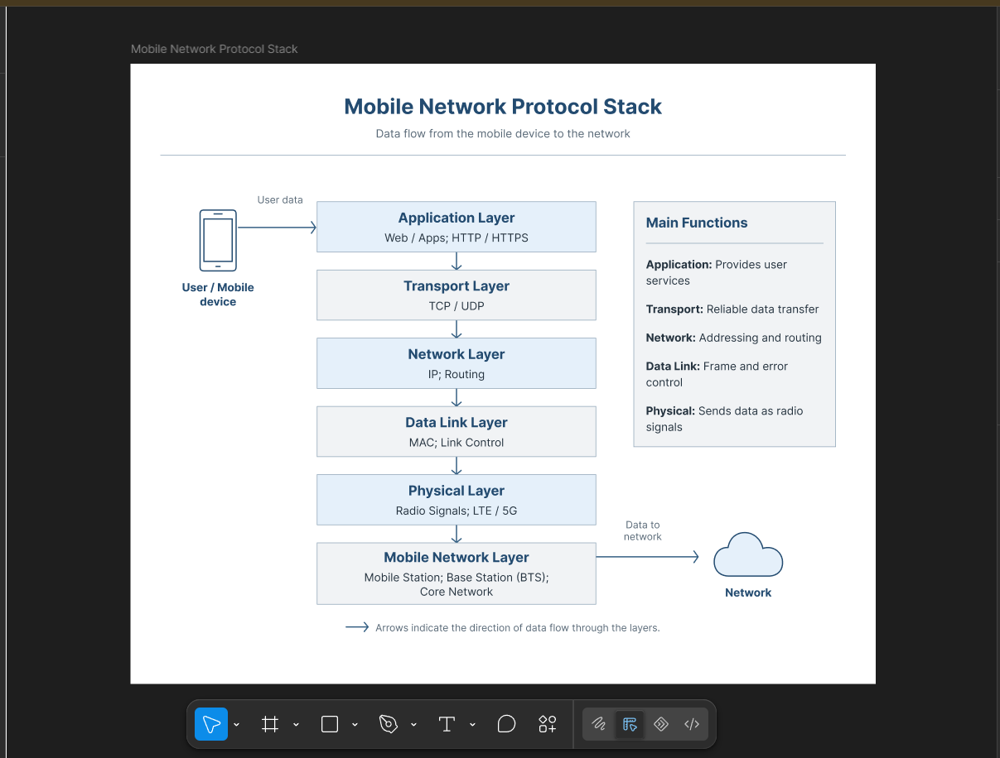 Mobile Network Protocol Stack
Mobile Network Protocol Stack
Data flow from the mobile device to the network
User data
User / Mobile
device
Application Layer
Web / Apps; HTTP / HTTPS
Transport Layer
TCP / UDP
Network Layer
IP; Routing
Data Link Layer
MAC; Link Control
Physical Layer
Radio Signals; LTE / 5G
Mobile Network Layer
Mobile Station; Base Station (BTS);
Core Network
Main Functions
Application: Provides user
services
Transport: Reliable data transfer
Network: Addressing and routing
Data Link: Frame and error
control
Physical: Sends data as radio
signals
Data to
network
Network
Arrows indicate the direction of data flow through the layers.